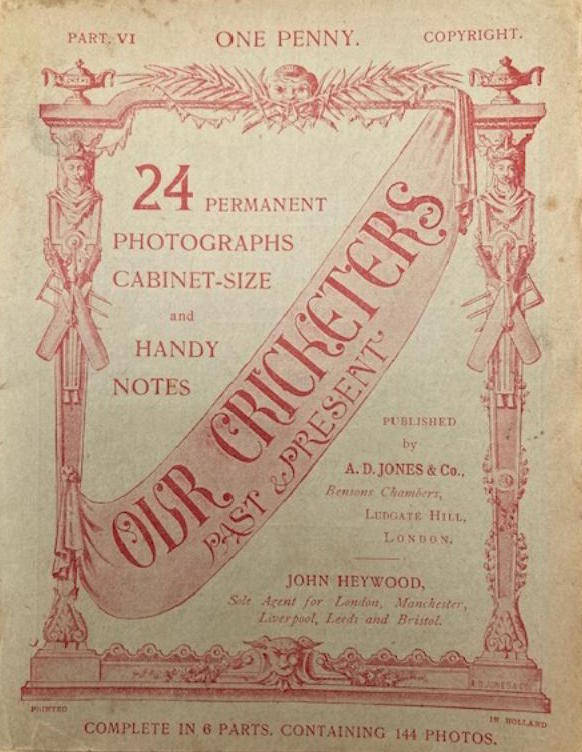 PART. VI
ONE PENNY.
COPYRIGHT.
24 PERMANENT
PHOTOGRAPHS
CABINET-SIZE
and
HANDY
NOTES
OUR CRICKETERS
PAST & PRESENT
PUBLISHED
by
A. D. JONES & Co.,
Bensons Chambers,
LUDGATE HILL,
LONDON.
JOHN HEYWOOD,
Sole Agent for London, Manchester,
Liverpool, Leeds and Bristol.
A.D. JONES & Co
PRINTED
IN HOLLAND
COMPLETE IN 6 PARTS. CONTAINING 144 PHOTOS.